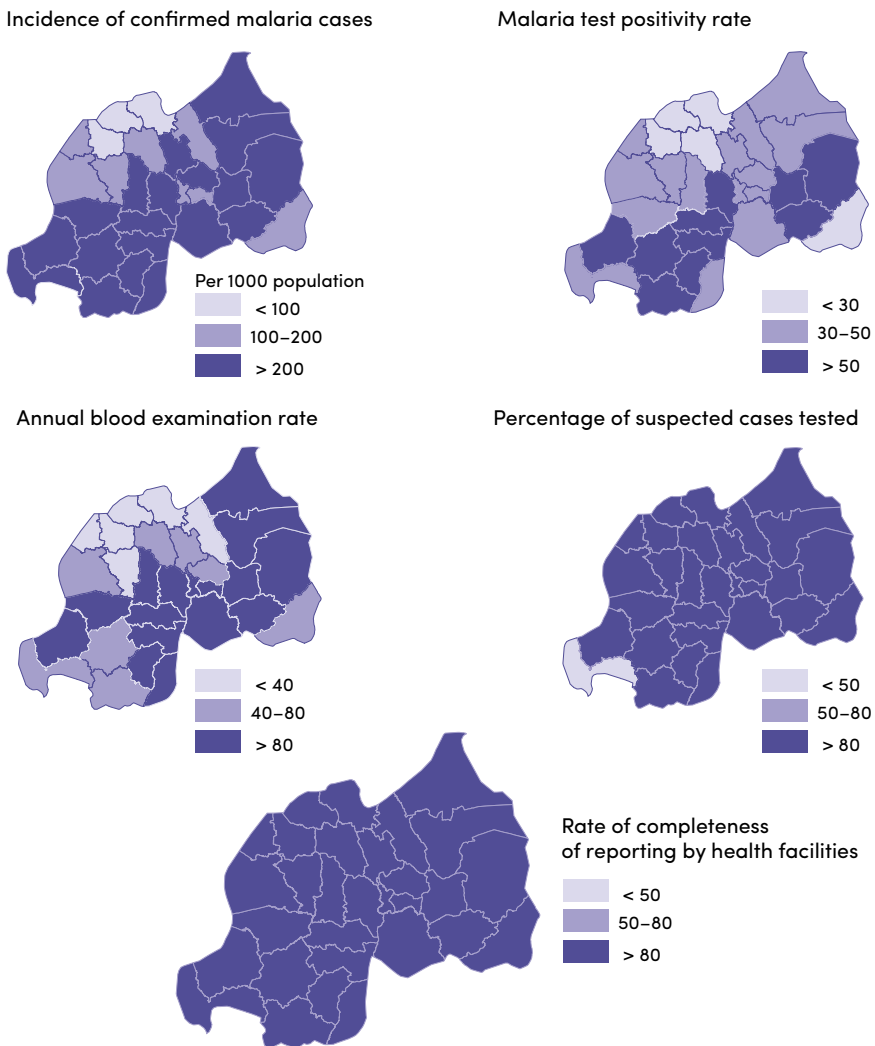 Incidence of confirmed malaria cases
Malaria test positivity rate
Per 1000 population
< 100
100–200
> 200
< 30
30–50
> 50
Annual blood examination rate
Percentage of suspected cases tested
< 40
40–80
> 80
< 50
50–80
> 80
Rate of completeness
of reporting by health facilities
< 50
50–80
> 80